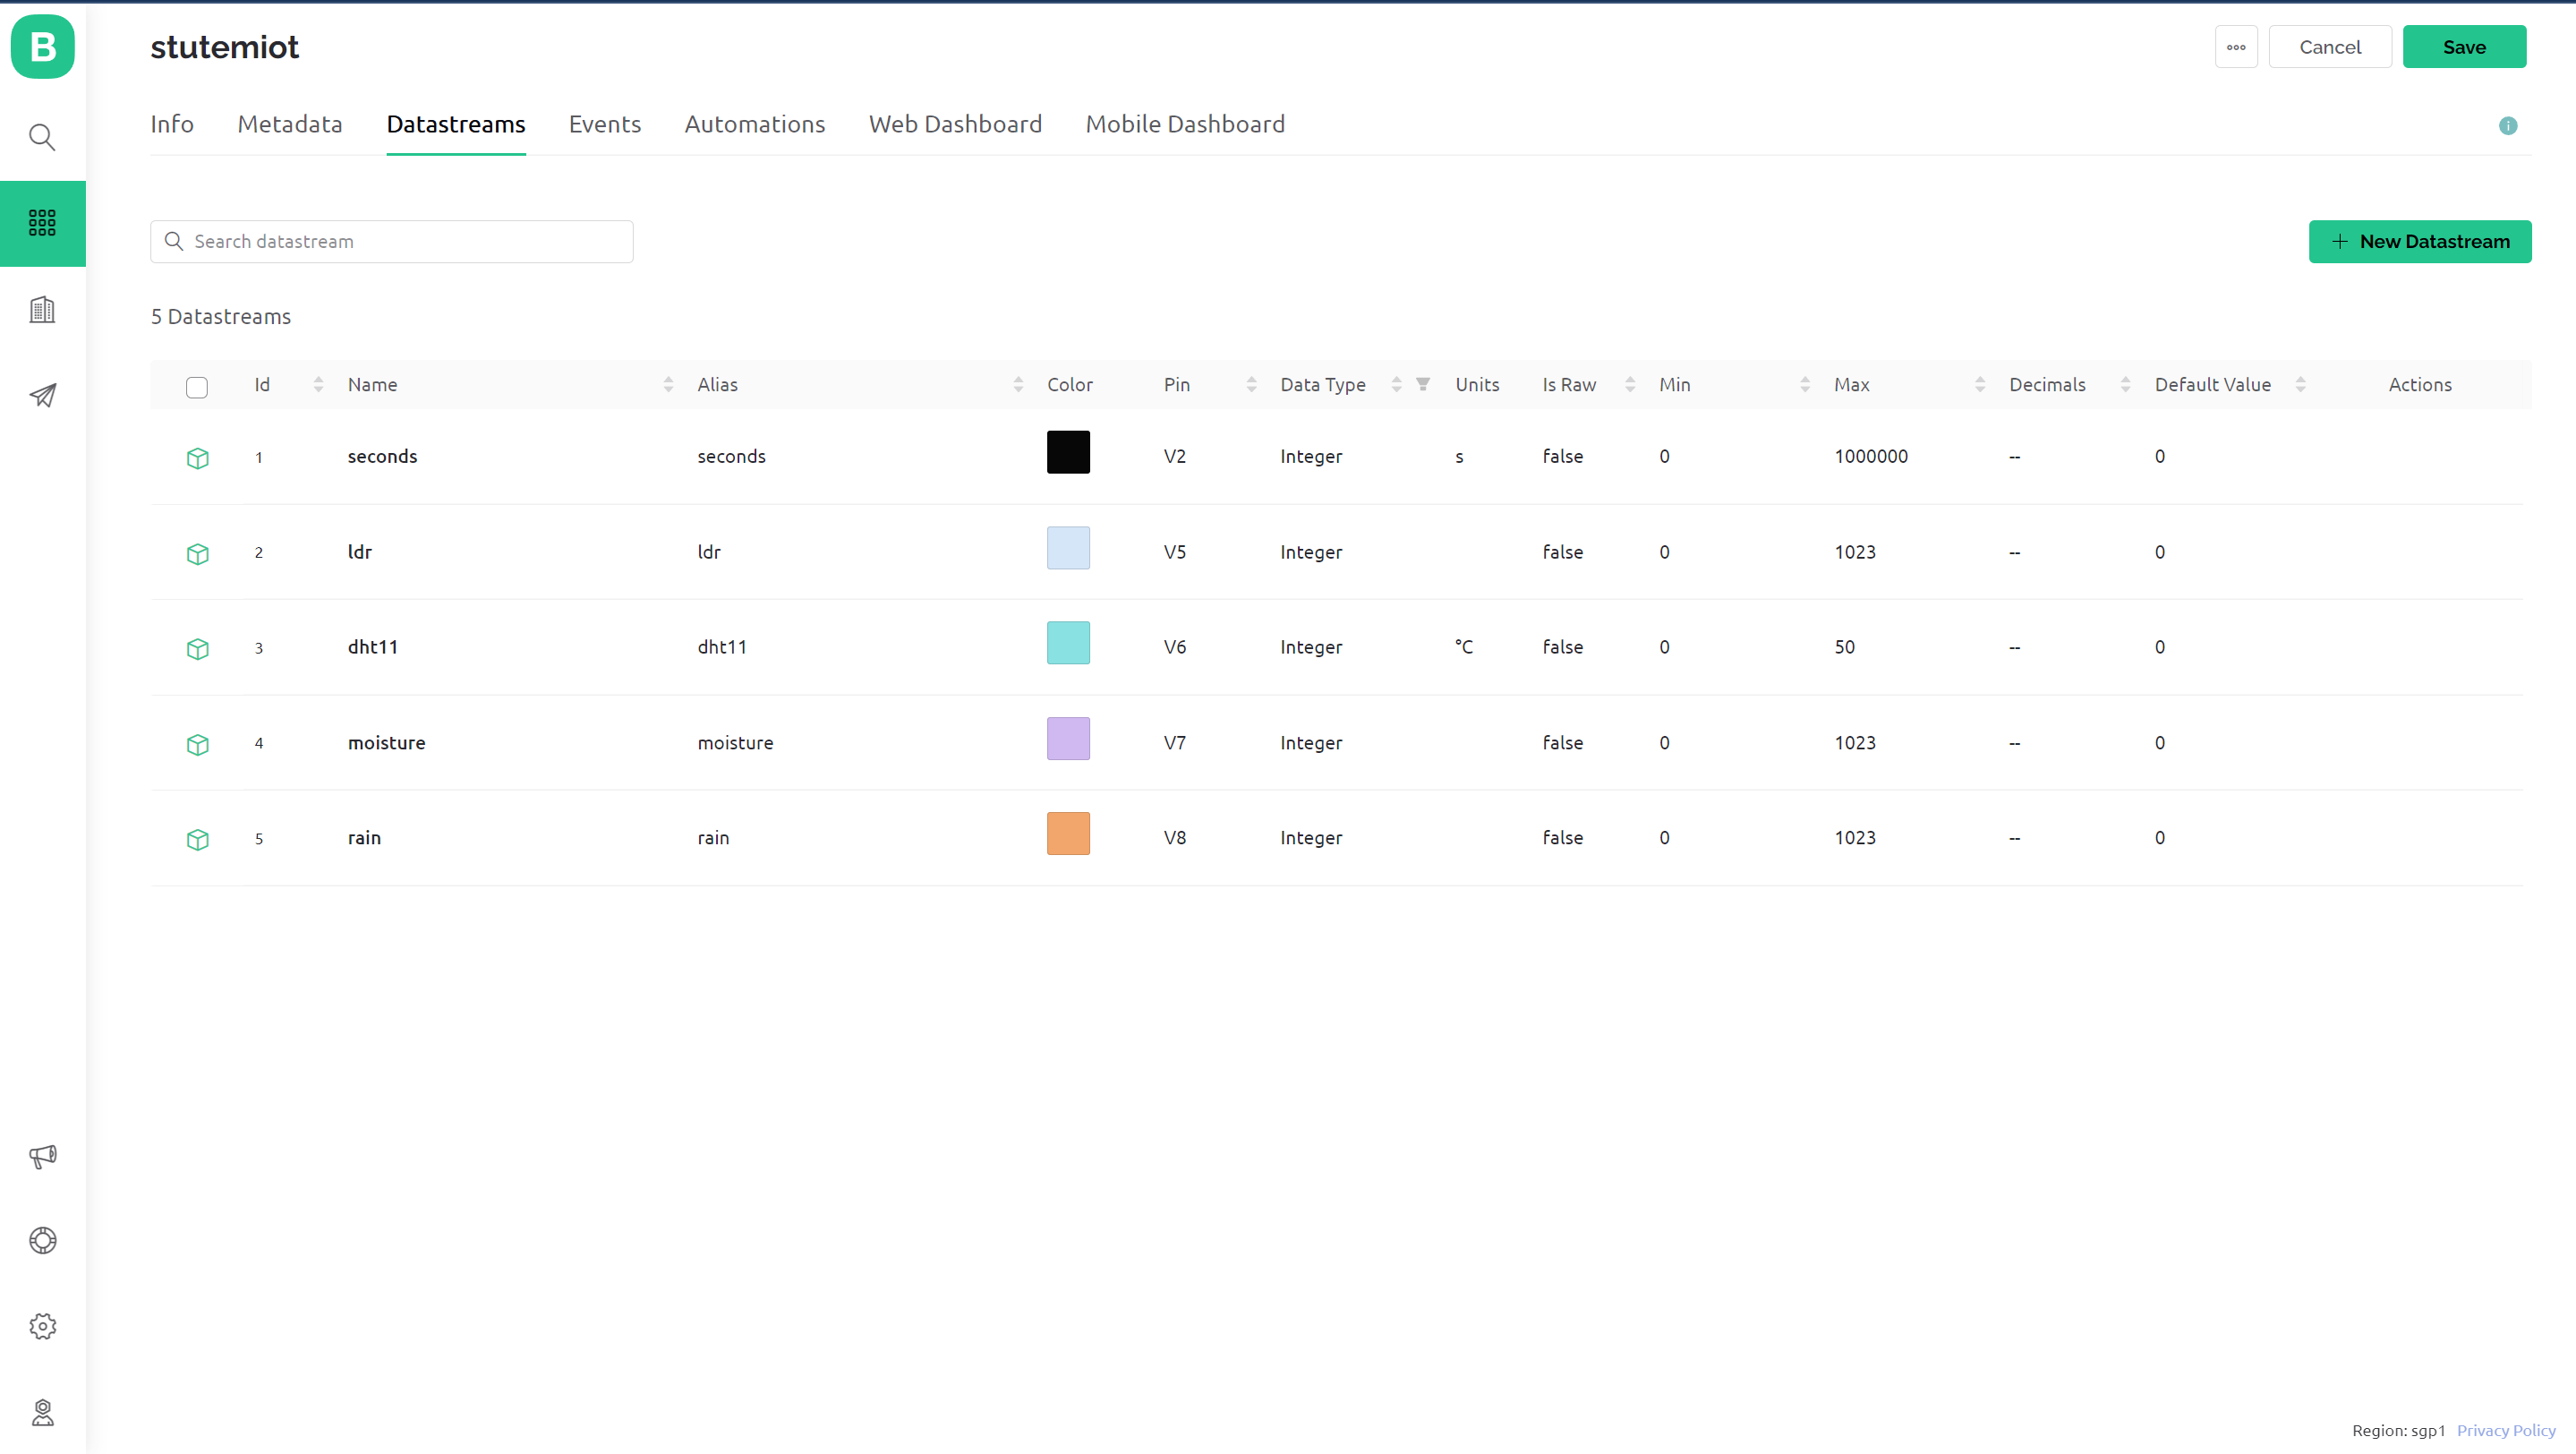 B
stutemiot
Cancel
Save
Info Metadata Datastreams Events Automations Web Dashboard Mobile Dashboard
Search datastream
New Datastream
5 Datastreams
Id Name Alias Color Pin Data Type Units Is Raw Min Max Decimals Default Value Actions
1 seconds seconds V2 Integer s false 0 1000000 -- 0
2 ldr ldr V5 Integer false 0 1023 -- 0
3 dht11 dht11 V6 Integer °C false 0 50 -- 0
4 moisture moisture V7 Integer false 0 1023 -- 0
5 rain rain V8 Integer false 0 1023 -- 0
Region: sgp1 Privacy Policy